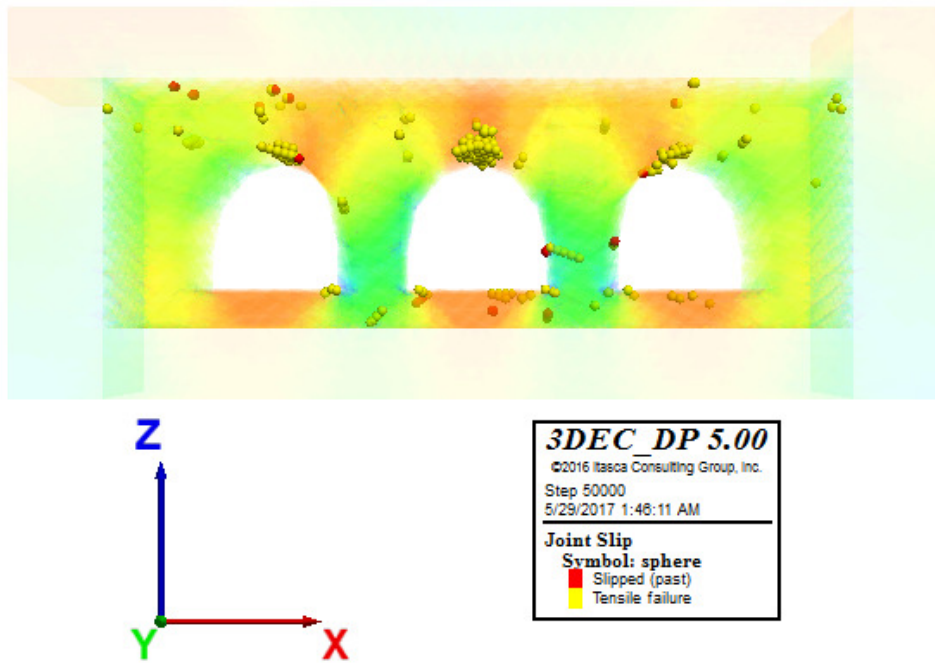 Z
Y
X
3DEC_DP 5.00
©2016 Itasca Consulting Group, Inc.
Step 50000
5/29/2017 1:46:11 AM
Joint Slip
Symbol: sphere
Slipped (past)
Tensile failure